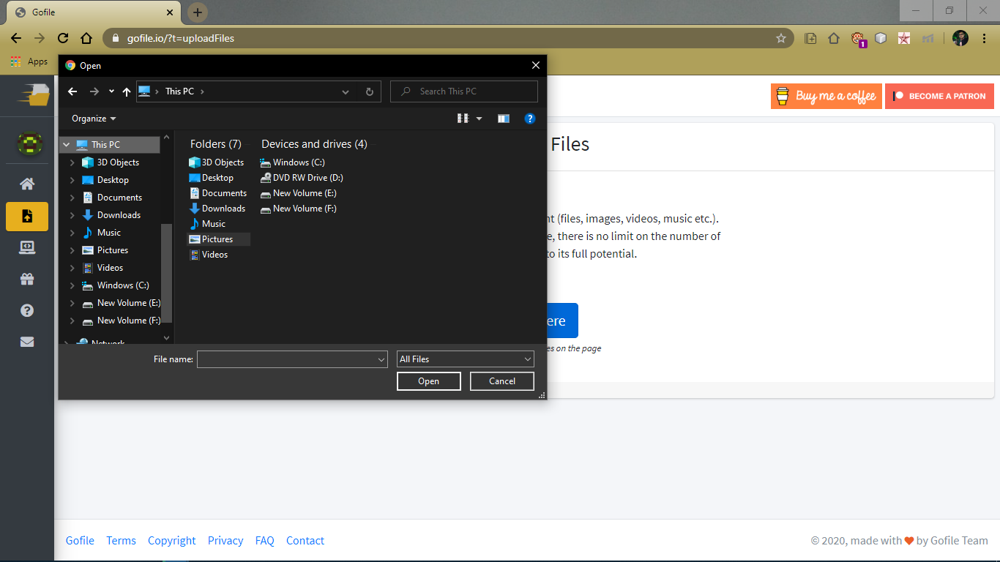 Gofile
gofile.io/?t=uploadFiles
1
Apps
Open
This PC
Search This PC
Organize
?
This PC
3D Objects
Desktop
Documents
Downloads
Music
Pictures
Videos
Windows (C:)
New Volume (E:)
New Volume (F:)
Network
Folders (7)
3D Objects
Desktop
Documents
Downloads
Music
Pictures
Videos
Devices and drives (4)
Windows (C:)
DVD RW Drive (D:)
New Volume (E:)
New Volume (F:)
File name:
All Files
Open
Cancel
Buy me a coffee
BECOME A PATRON
Files
nt (files, images, videos, music etc.).
e, there is no limit on the number of
to its full potential.
ere
es on the page
Gofile Terms Copyright Privacy FAQ Contact
© 2020, made with ❤ by Gofile Team